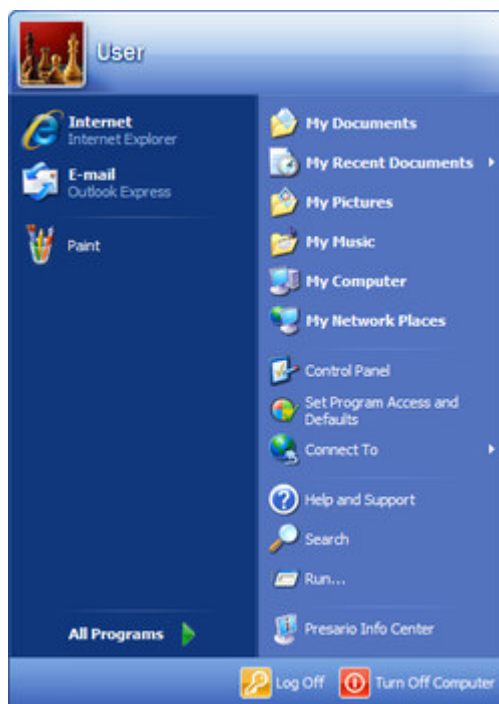 User
Internet
Internet Explorer
E-mail
Outlook Express
Paint
All Programs
My Documents
My Recent Documents
My Pictures
My Music
My Computer
My Network Places
Control Panel
Set Program Access and
Defaults
Connect To
Help and Support
Search
Run...
Presario Info Center
Log Off
Turn Off Computer